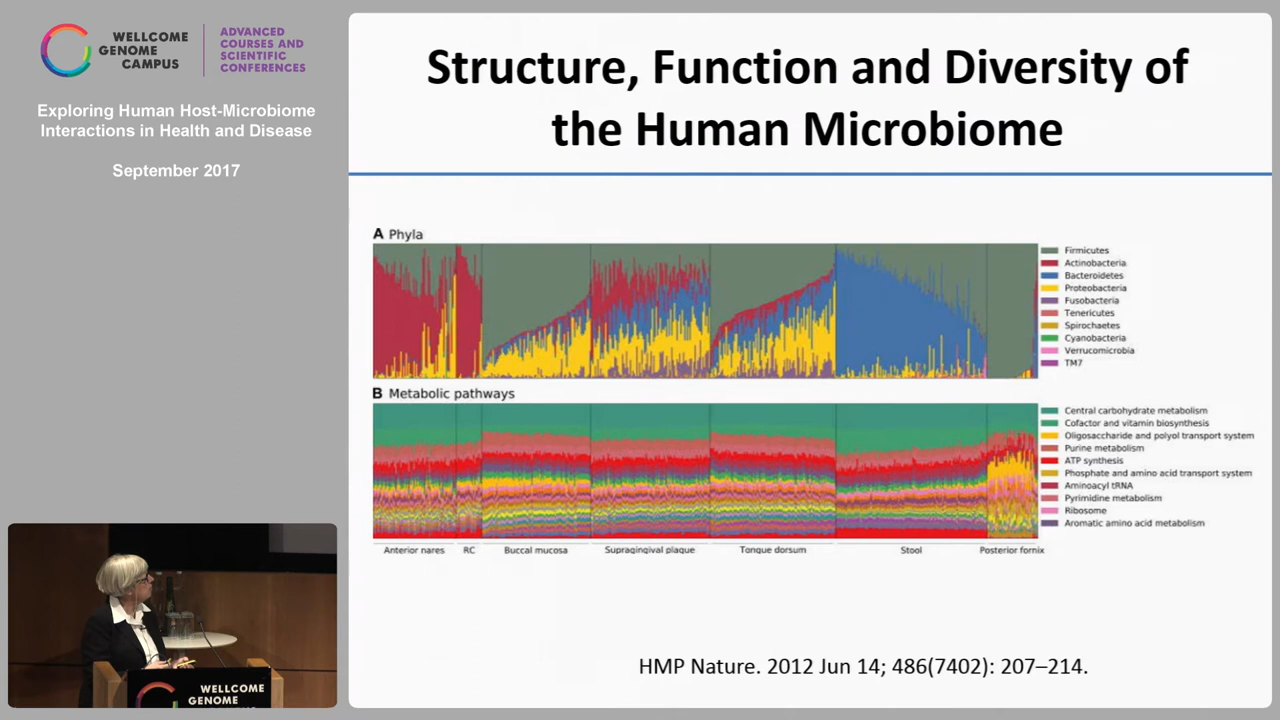 WELLCOME
GENOME
CAMPUS
ADVANCED
COURSES AND
SCIENTIFIC
CONFERENCES
Exploring Human Host-Microbiome
Interactions in Health and Disease
September 2017
Structure, Function and Diversity of
the Human Microbiome
A Phyla
Firmicutes
Actinobacteria
Bacteroidetes
Proteobacteria
Fusobacteria
Tenericutes
Spirochaetes
Cyanobacteria
Verrucomicrobia
TM7
B Metabolic pathways
Central carbohydrate metabolism
Cofactor and vitamin biosynthesis
Oligosaccharide and polyol transport system
Purine metabolism
ATP synthesis
Phosphate and amino acid transport system
Aminoacyl tRNA
Pyrimidine metabolism
Ribosome
Aromatic amino acid metabolism
Anterior nares RC Buccal mucosa Supragingival plaque Tongue dorsum Stool Posterior fornix
HMP Nature. 2012 Jun 14; 486(7402): 207–214.
WELLCOME
GENOME